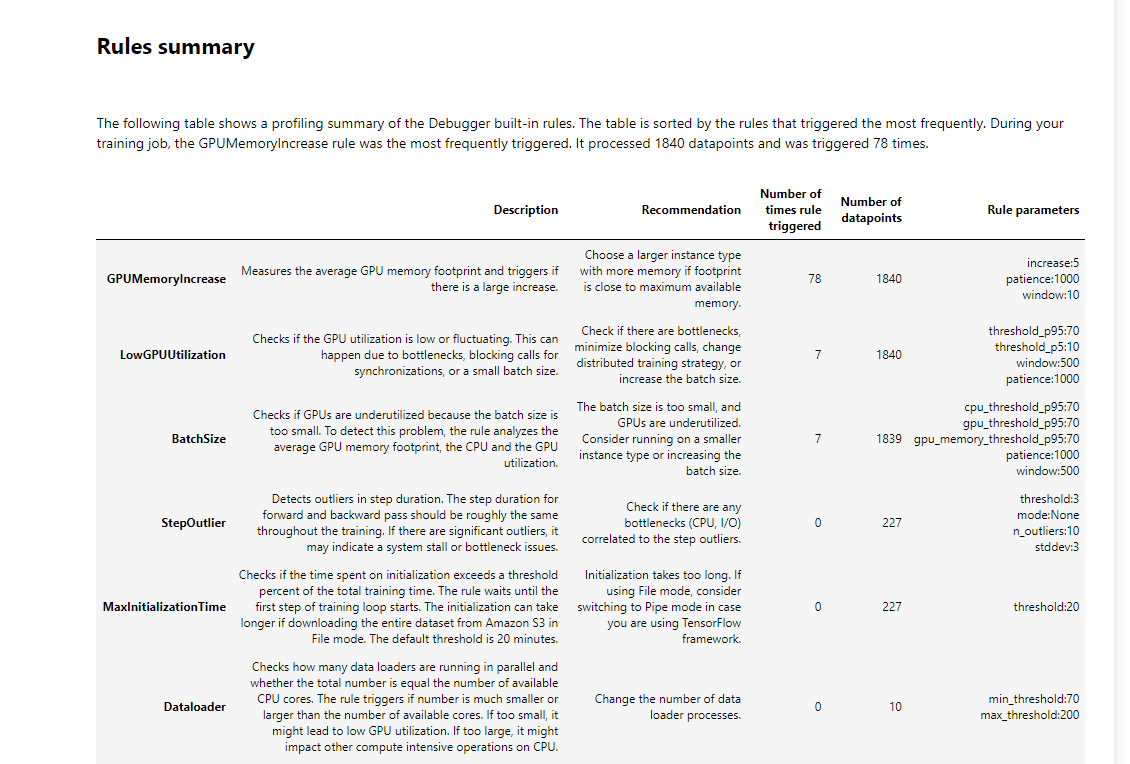 Rules summary
The following table shows a profiling summary of the Debugger built-in rules. The table is sorted by the rules that triggered the most frequently. During your
training job, the GPUMemoryIncrease rule was the most frequently triggered. It processed 1840 datapoints and was triggered 78 times.
Description
Recommendation
Number of
times rule
triggered
Number of
datapoints
Rule parameters
GPUMemoryIncrease
Measures the average GPU memory footprint and triggers if
there is a large increase.
Choose a larger instance type
with more memory if footprint
is close to maximum available
memory.
78
1840
increase:5
patience:1000
window:10
LowGPUUtilization
Checks if the GPU utilization is low or fluctuating. This can
happen due to bottlenecks, blocking calls for
synchronizations, or a small batch size.
Check if there are bottlenecks,
minimize blocking calls, change
distributed training strategy, or
increase the batch size.
7
1840
threshold_p95:70
threshold_p5:10
window:500
patience:1000
BatchSize
Checks if GPUs are underutilized because the batch size is
too small. To detect this problem, the rule analyzes the
average GPU memory footprint, the CPU and the GPU
utilization.
The batch size is too small, and
GPUs are underutilized.
Consider running on a smaller
instance type or increasing the
batch size.
7
1839
cpu_threshold_p95:70
gpu_threshold_p95:70
gpu_memory_threshold_p95:70
patience:1000
window:500
StepOutlier
Detects outliers in step duration. The step duration for
forward and backward pass should be roughly the same
throughout the training. If there are significant outliers, it
may indicate a system stall or bottleneck issues.
Check if there are any
bottlenecks (CPU, I/O)
correlated to the step outliers.
0
227
threshold:3
mode:None
n_outliers:10
stddev:3
MaxInitializationTime
Checks if the time spent on initialization exceeds a threshold
percent of the total training time. The rule waits until the
first step of training loop starts. The initialization can take
longer if downloading the entire dataset from Amazon S3 in
File mode. The default threshold is 20 minutes.
Initialization takes too long. If
using File mode, consider
switching to Pipe mode in case
you are using TensorFlow
framework.
0
227
threshold:20
Dataloader
Checks how many data loaders are running in parallel and
whether the total number is equal the number of available
CPU cores. The rule triggers if number is much smaller or
larger than the number of available cores. If too small, it
might lead to low GPU utilization. If too large, it might
impact other compute intensive operations on CPU.
Change the number of data
loader processes.
0
10
min_threshold:70
max_threshold:200